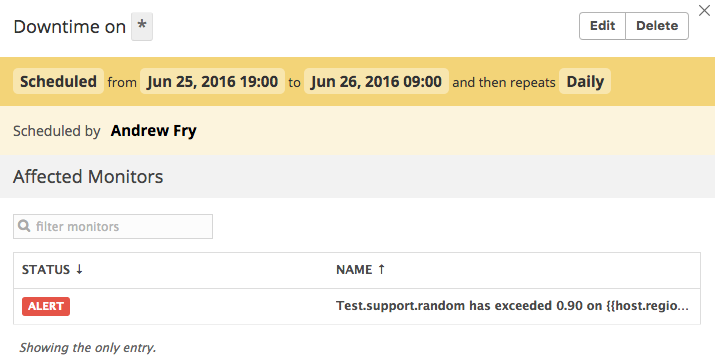 Downtime on *
Edit Delete
Scheduled from Jun 25, 2016 19:00 to Jun 26, 2016 09:00 and then repeats Daily
Scheduled by Andrew Fry
Affected Monitors
filter monitors
STATUS ↓ NAME ↑
ALERT Test.support.random has exceeded 0.90 on {{host.regio...
Showing the only entry.